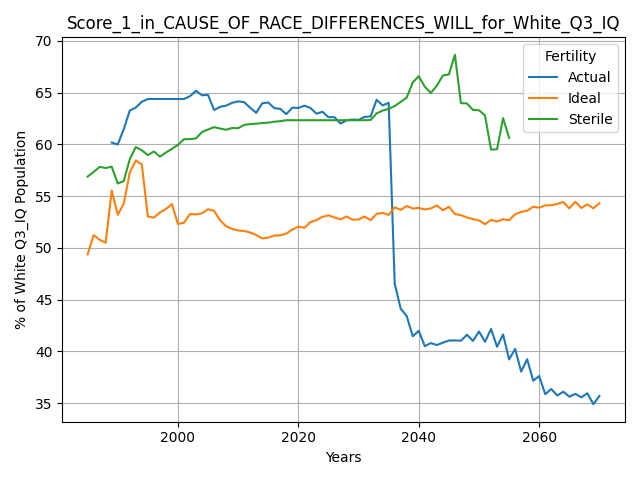 Score_1_in_CAUSE_OF_RACE_DIFFERENCES_WILL_for_White_Q3_IQ
Fertility
Actual
Ideal
Sterile
70
65
60
55
50
45
40
35
% of White Q3_IQ Population
2000
2020
2040
2060
Years